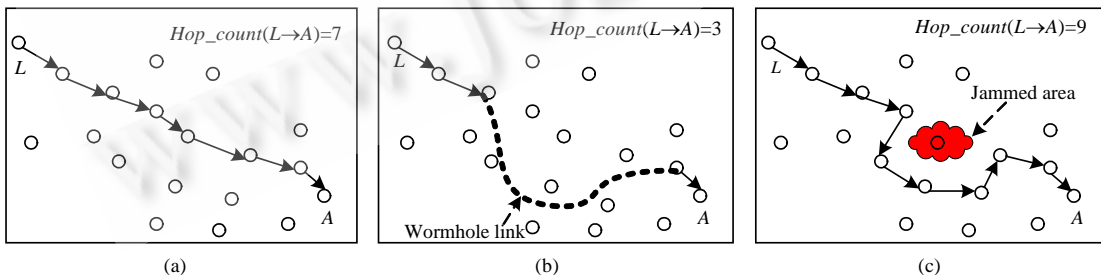 Hop_count(L→A)=7
L
A
(a)
Hop_count(L→A)=3
L
Wormhole link
A
(b)
Hop_count(L→A)=9
L
Jammed area
A
(c)